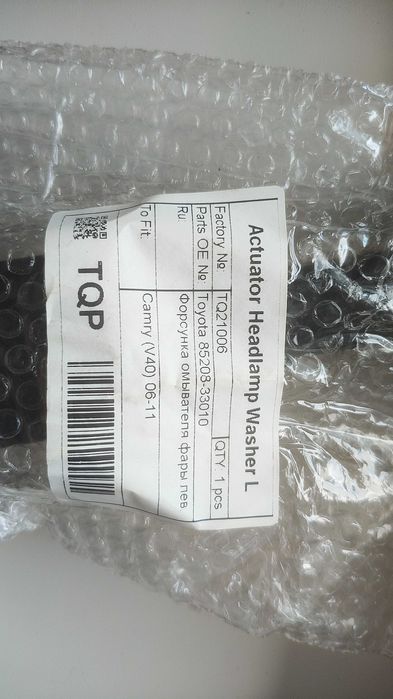 Actuator Headlamp Washer L
Factory № TQ21006 QTY 1 pcs
Parts OE №: Toyota 85208-33010
Ru Форсунка омывателя фары лев
To Fit. Camry (V40) 06-11
TQP